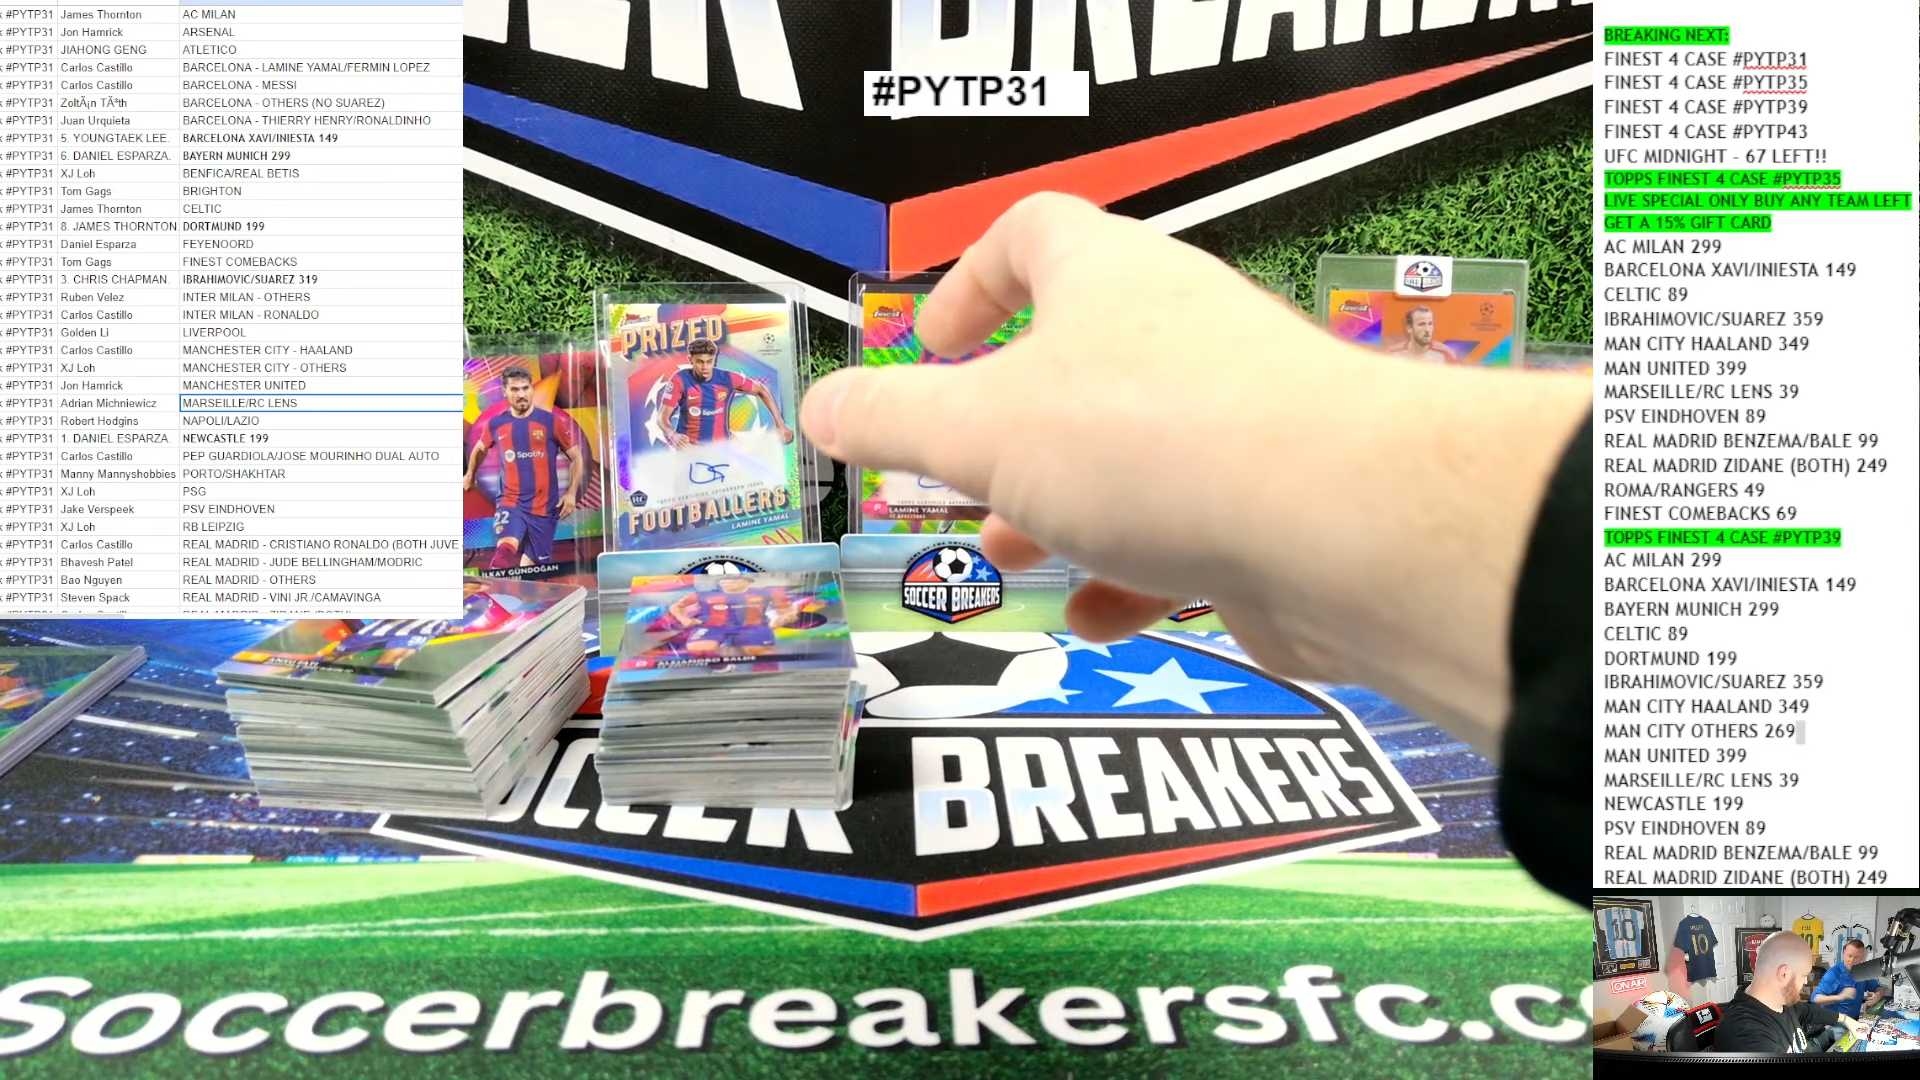 k #PYTP31 James Thornton AC MILAN
k #PYTP31 Jon Hamrick ARSENAL
k #PYTP31 JIAHONG GENG ATLETICO
k #PYTP31 Carlos Castillo BARCELONA - LAMINE YAMAL/FERMIN LOPEZ
k #PYTP31 Carlos Castillo BARCELONA - MESSI
k #PYTP31 ZoltÃ¡n TÃ³th BARCELONA - OTHERS (NO SUAREZ)
k #PYTP31 Juan Urquieta BARCELONA - THIERRY HENRY/RONALDINHO
k #PYTP31 5. YOUNGTAEK LEE. BARCELONA XAVI/INIESTA 149
k #PYTP31 6. DANIEL ESPARZA. BAYERN MUNICH 299
k #PYTP31 XJ Loh BENFICA/REAL BETIS
k #PYTP31 Tom Gags BRIGHTON
k #PYTP31 James Thornton CELTIC
k #PYTP31 8. JAMES THORNTON. DORTMUND 199
k #PYTP31 Daniel Esparza FEYENOORD
k #PYTP31 Tom Gags FINEST COMEBACKS
k #PYTP31 3. CHRIS CHAPMAN. IBRAHIMOVIC/SUAREZ 319
k #PYTP31 Ruben Velez INTER MILAN - OTHERS
k #PYTP31 Carlos Castillo INTER MILAN - RONALDO
k #PYTP31 Golden Li LIVERPOOL
k #PYTP31 Carlos Castillo MANCHESTER CITY - HAALAND
k #PYTP31 XJ Loh MANCHESTER CITY - OTHERS
k #PYTP31 Jon Hamrick MANCHESTER UNITED
k #PYTP31 Adrian Michniewicz MARSEILLE/RC LENS
k #PYTP31 Robert Hodgins NAPOLI/LAZIO
k #PYTP31 1. DANIEL ESPARZA. NEWCASTLE 199
k #PYTP31 Carlos Castillo PEP GUARDIOLA/JOSE MOURINHO DUAL AUTO
k #PYTP31 Manny Mannyshobbies PORTO/SHAKHTAR
k #PYTP31 XJ Loh PSG
k #PYTP31 Jake Verspeek PSV EINDHOVEN
k #PYTP31 XJ Loh RB LEIPZIG
k #PYTP31 Carlos Castillo REAL MADRID - CRISTIANO RONALDO (BOTH JUVE
k #PYTP31 Bhavesh Patel REAL MADRID - JUDE BELLINGHAM/MODRIC
k #PYTP31 Bao Nguyen REAL MADRID - OTHERS
k #PYTP31 Steven Spack REAL MADRID - VINI JR./CAMAVINGA
SOCCER BREAKERS
#PYTP31
PRIZED
Spotify
FOOTBALLERS
LAMINE YAMAL
Spotify
22
ILKAY GÜNDOĞAN
Finest
LAMINE YAMAL
SOCCER BREAKERS
ANSU FATI
ALEJANDRO BALDE
SOCCER BREAKERS
Soccerbreakersfc.c
BREAKING NEXT:
FINEST 4 CASE #PYTP31
FINEST 4 CASE #PYTP35
FINEST 4 CASE #PYTP39
FINEST 4 CASE #PYTP43
UFC MIDNIGHT - 67 LEFT!!
TOPPS FINEST 4 CASE #PYTP35
LIVE SPECIAL ONLY BUY ANY TEAM LEFT
GET A 15% GIFT CARD
AC MILAN 299
BARCELONA XAVI/INIESTA 149
CELTIC 89
IBRAHIMOVIC/SUAREZ 359
MAN CITY HAALAND 349
MAN UNITED 399
MARSEILLE/RC LENS 39
PSV EINDHOVEN 89
REAL MADRID BENZEMA/BALE 99
REAL MADRID ZIDANE (BOTH) 249
ROMA/RANGERS 49
FINEST COMEBACKS 69
TOPPS FINEST 4 CASE #PYTP39
AC MILAN 299
BARCELONA XAVI/INIESTA 149
BAYERN MUNICH 299
CELTIC 89
DORTMUND 199
IBRAHIMOVIC/SUAREZ 359
MAN CITY HAALAND 349
MAN CITY OTHERS 269
MAN UNITED 399
MARSEILLE/RC LENS 39
NEWCASTLE 199
PSV EINDHOVEN 89
REAL MADRID BENZEMA/BALE 99
REAL MADRID ZIDANE (BOTH) 249
10
ON AIR